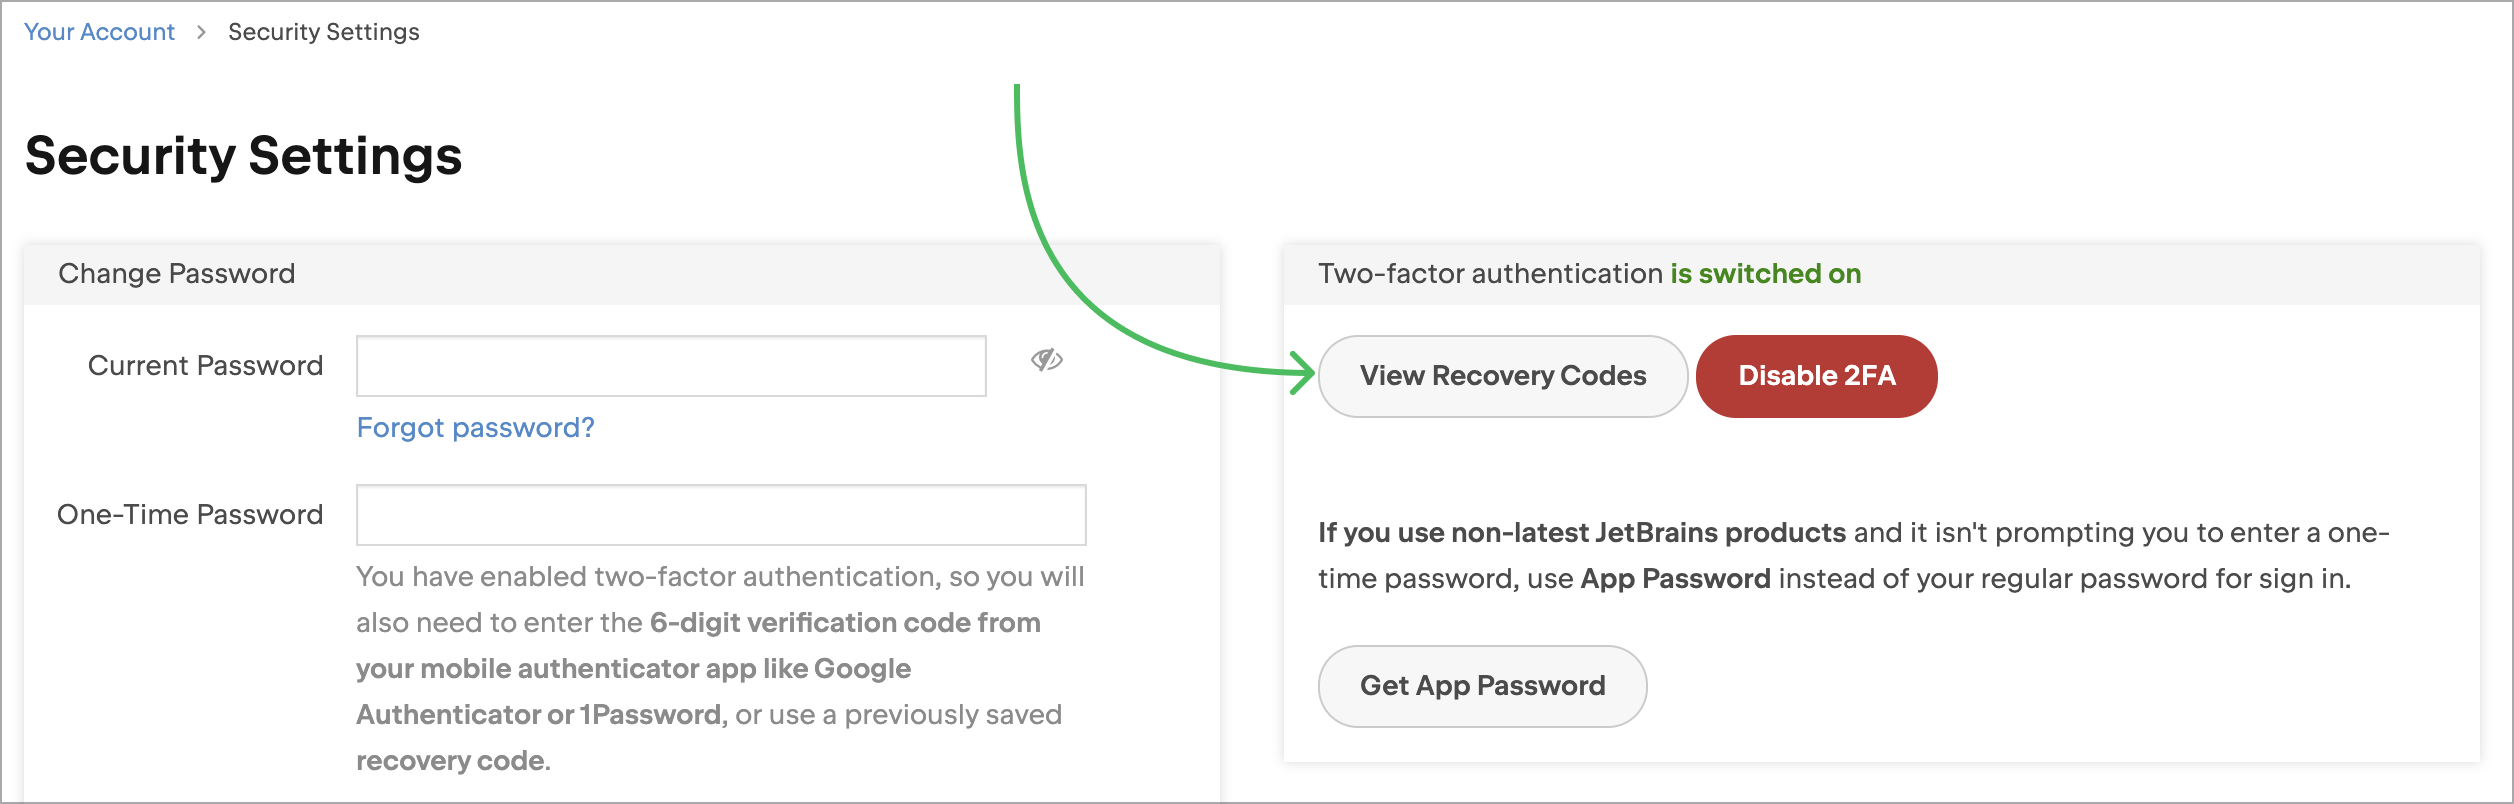 Your Account > Security Settings
Security Settings
Change Password
Current Password
Forgot password?
One-Time Password
You have enabled two-factor authentication, so you will
also need to enter the 6-digit verification code from
your mobile authenticator app like Google
Authenticator or 1Password, or use a previously saved
recovery code.
Two-factor authentication is switched on
View Recovery Codes
Disable 2FA
If you use non-latest JetBrains products and it isn't prompting you to enter a one-
time password, use App Password instead of your regular password for sign in.
Get App Password